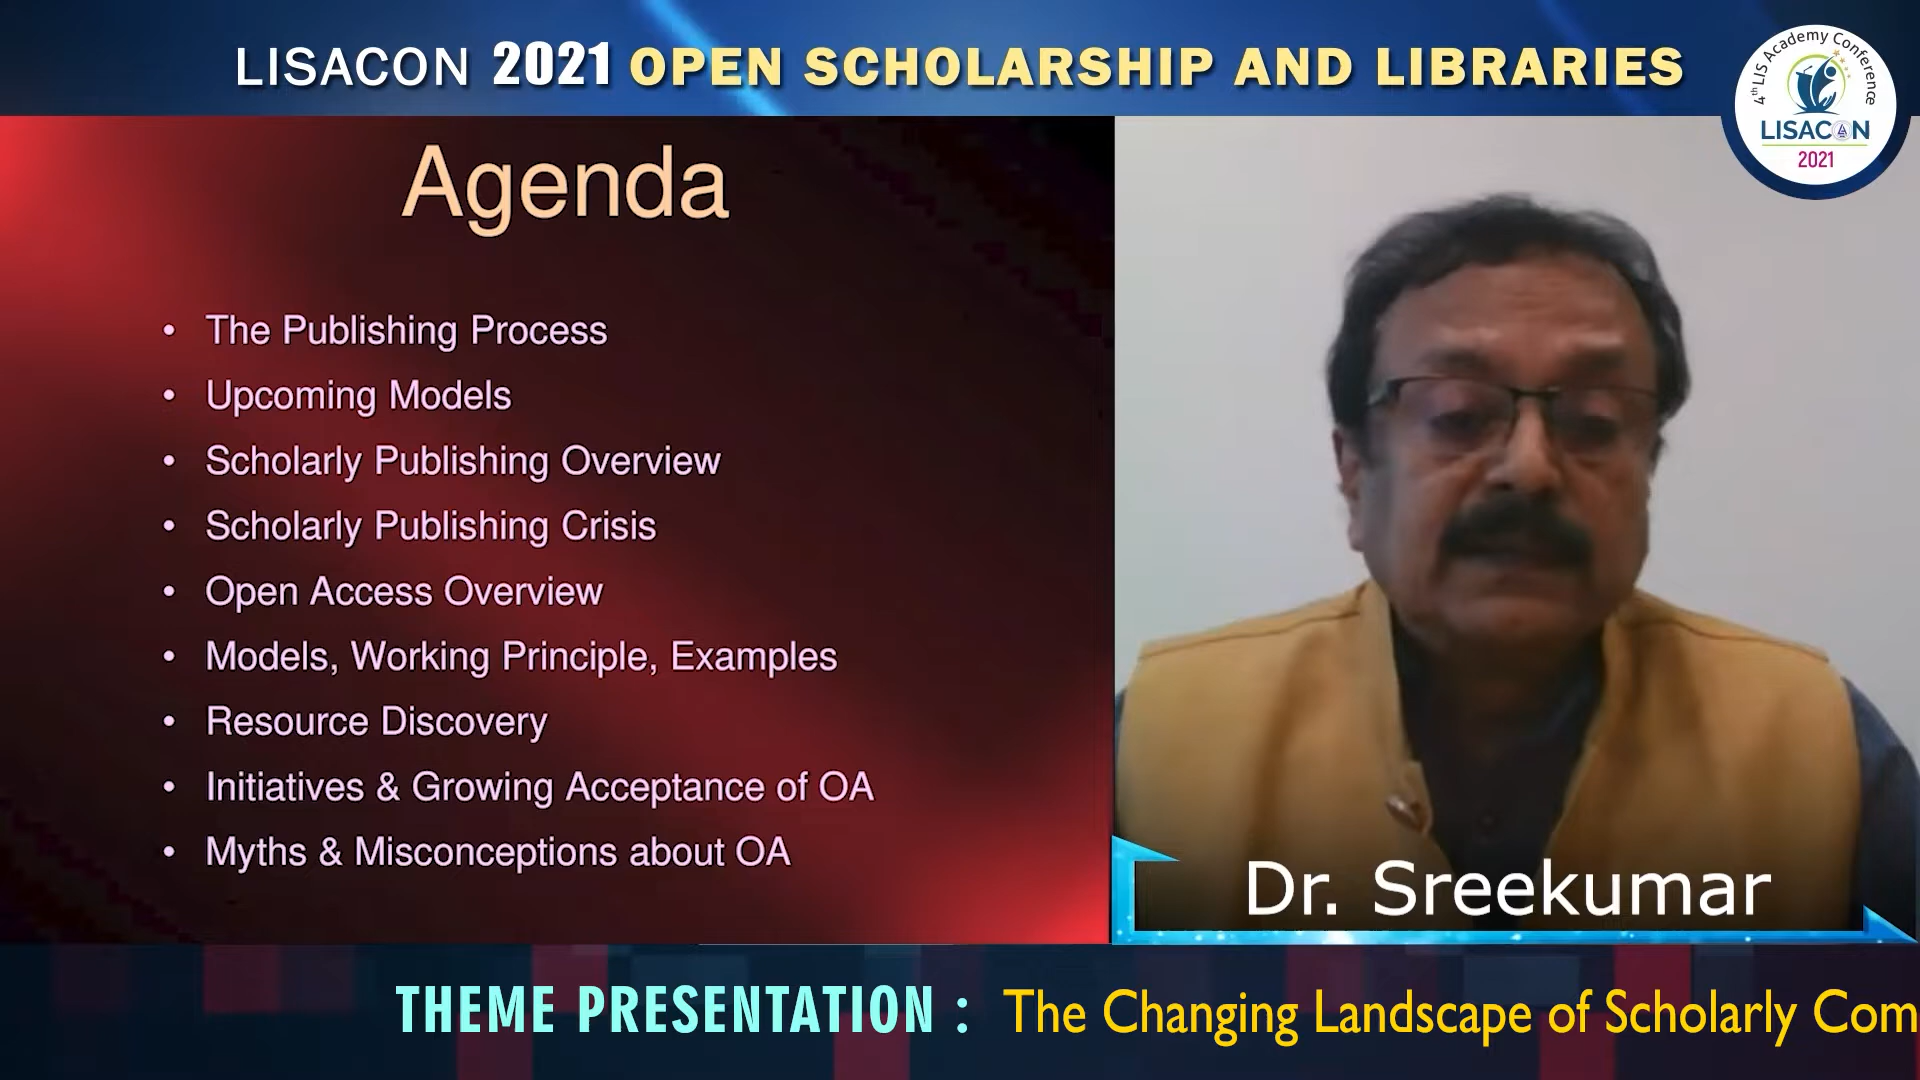 LISACON 2021 OPEN SCHOLARSHIP AND LIBRARIES
4th LIS Academy Conference
LISACON
2021
Agenda
• The Publishing Process
• Upcoming Models
• Scholarly Publishing Overview
• Scholarly Publishing Crisis
• Open Access Overview
• Models, Working Principle, Examples
• Resource Discovery
• Initiatives & Growing Acceptance of OA
• Myths & Misconceptions about OA
Dr. Sreekumar
THEME PRESENTATION : The Changing Landscape of Scholarly Com